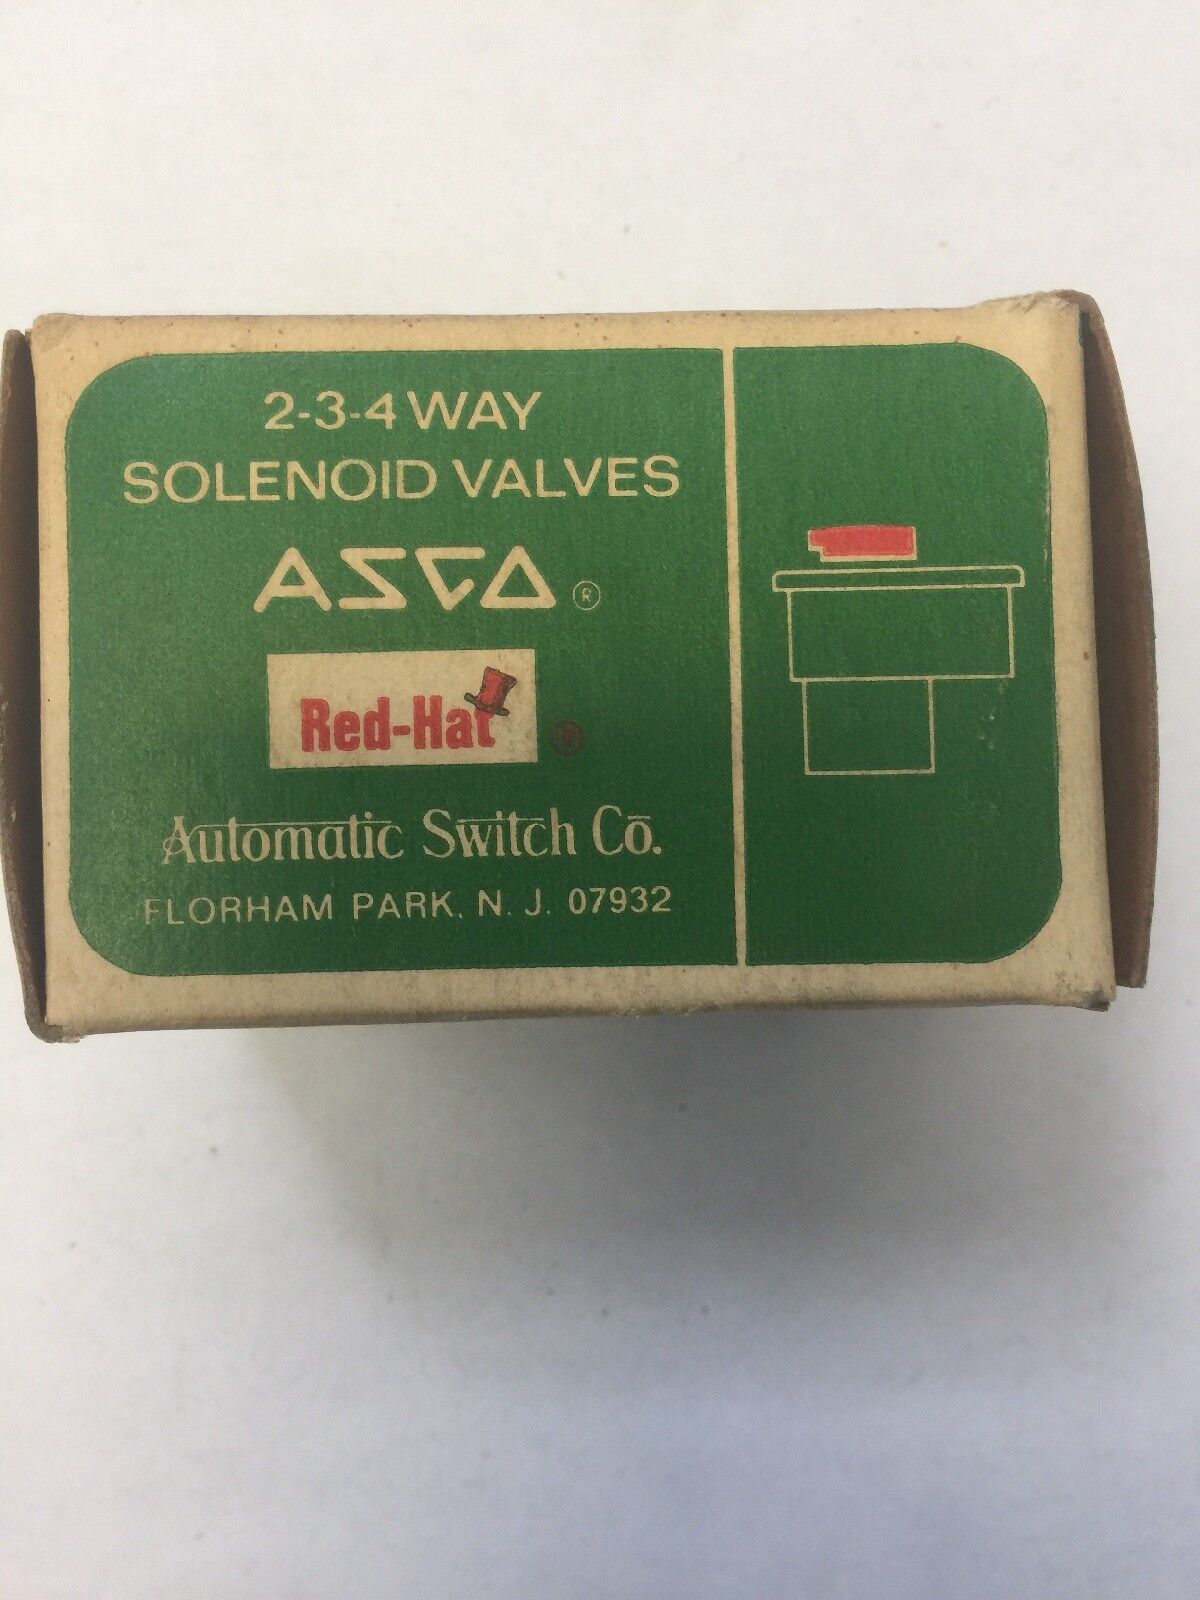 2-3-4 WAY
SOLENOID VALVES
ASCO ®
Red-Hat ®
Automatic Switch Co.
FLORHAM PARK, N. J. 07932